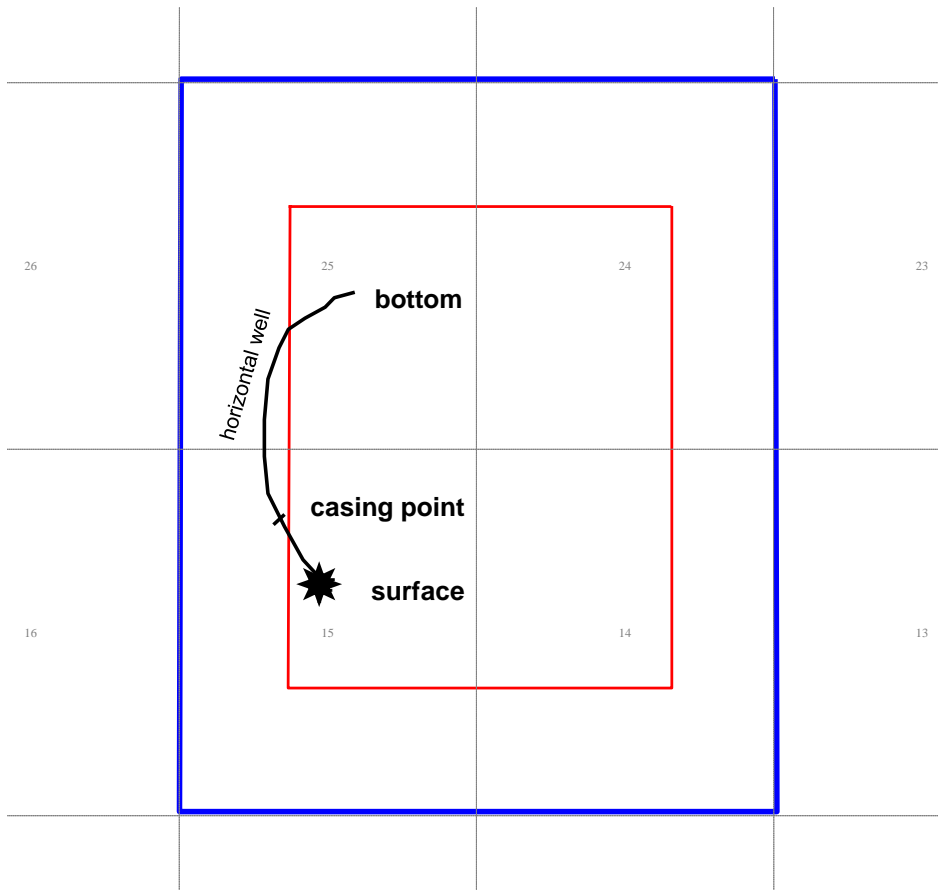 26
25
24
23
bottom
horizontal well
casing point
surface
16
15
14
13